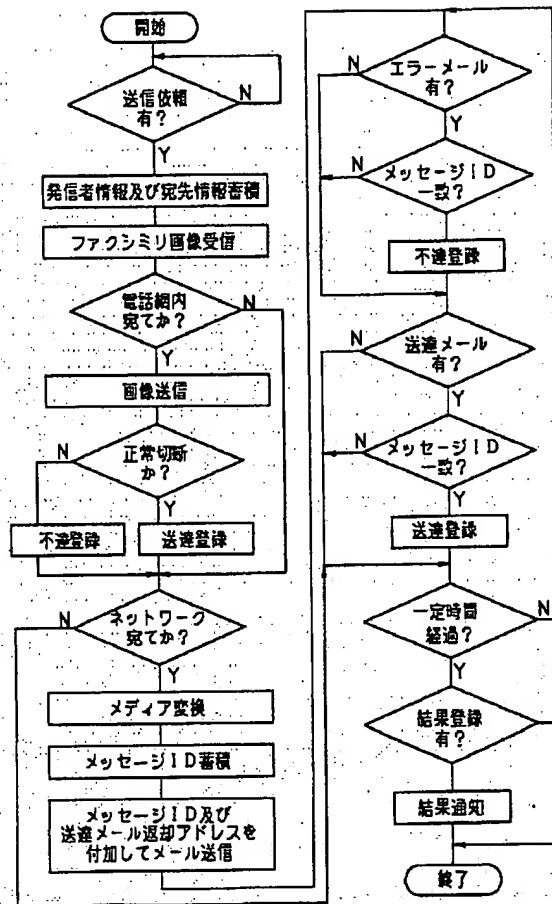 開始
送信依頼
有？
N
Y
発信者情報及び宛先情報蓄積
ファクシミリ画像受信
電話網内
宛てか？
N
Y
画像送信
正常切断
か？
N
Y
不達登録
送達登録
ネットワーク
宛てか？
N
Y
メディア変換
メッセージID蓄積
メッセージID及び
送達メール返却アドレスを
付加してメール送信
エラーメール
有？
N
Y
メッセージID
一致？
N
Y
不達登録
送達メール
有？
N
Y
メッセージID
一致？
N
Y
送達登録
一定時間
経過？
N
Y
結果登録
有？
N
結果通知
終了